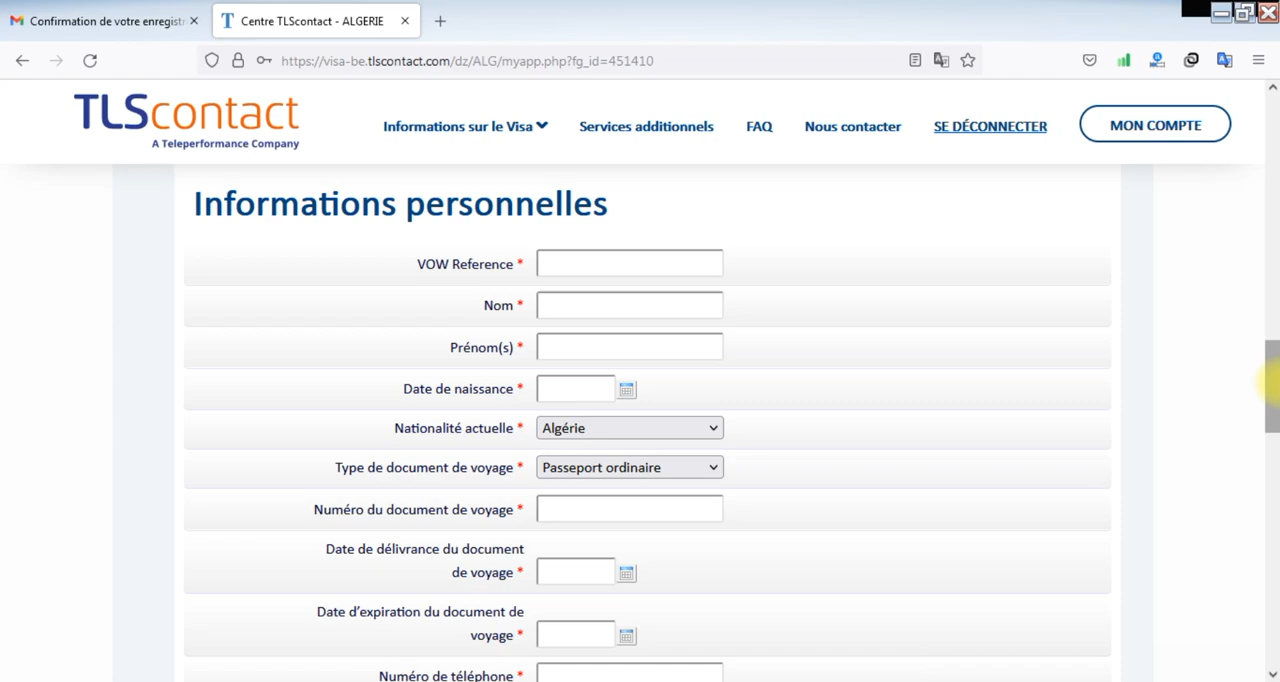 Confirmation de votre enregistr
Centre TLScontact - ALGERIE
https://visa-be.tlscontact.com/dz/ALG/myapp.php?fg_id=451410
TLScontact
A Teleperformance Company
Informations sur le Visa
Services additionnels
FAQ
Nous contacter
SE DÉCONNECTER
MON COMPTE
Informations personnelles
VOW Reference *
Nom *
Prénom(s) *
Date de naissance *
Nationalité actuelle * Algérie
Type de document de voyage * Passeport ordinaire
Numéro du document de voyage *
Date de délivrance du document
de voyage *
Date d’expiration du document de
voyage *
Numéro de téléphone *